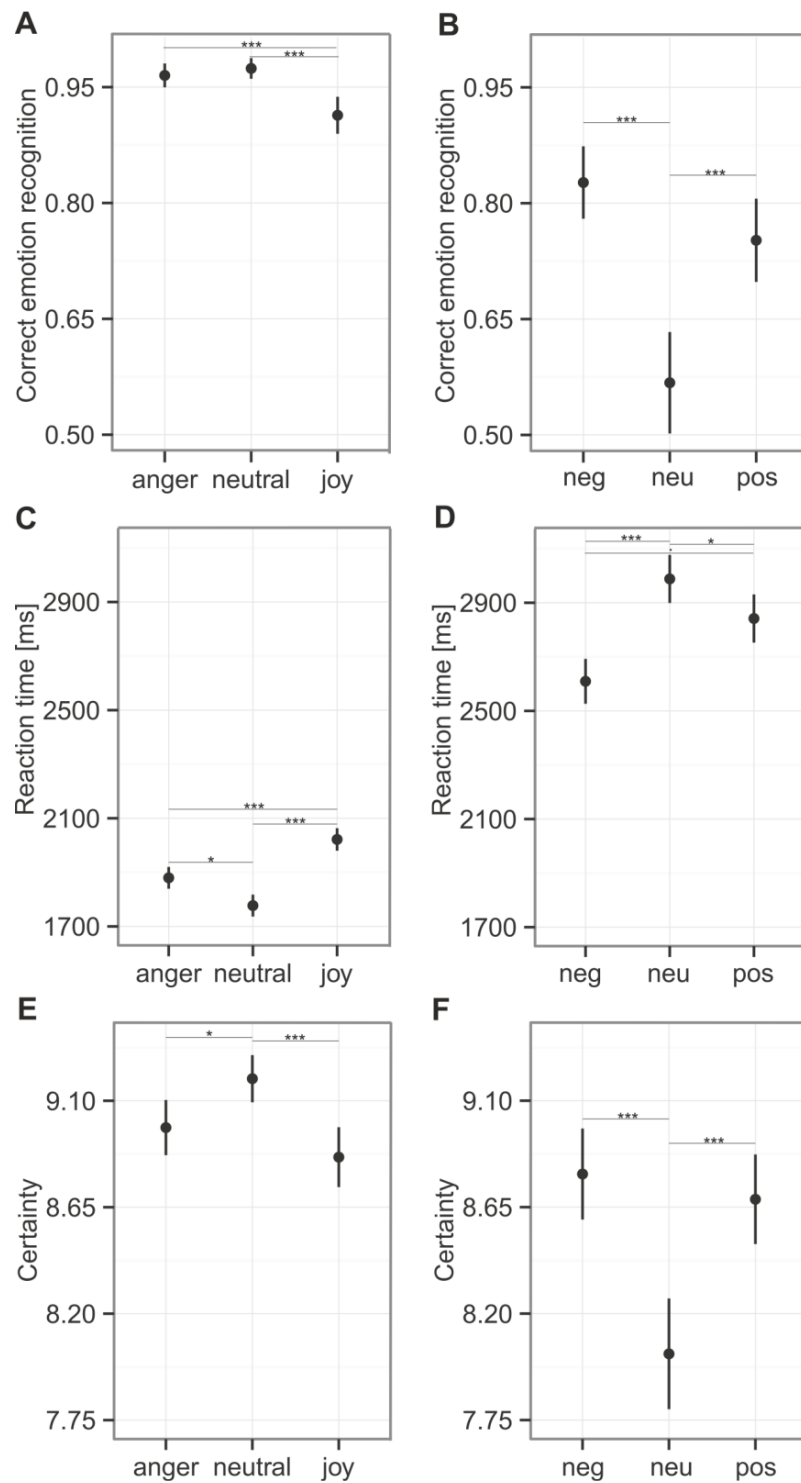 A
Correct emotion recognition
0.95
0.80
0.65
0.50
***
***
anger neutral joy
B
Correct emotion recognition
0.95
0.80
0.65
0.50
***
***
neg neu pos
C
Reaction time [ms]
2900
2500
2100
1700
***
***
*
anger neutral joy
D
Reaction time [ms]
2900
2500
2100
1700
***
*
.
neg neu pos
E
Certainty
9.10
8.65
8.20
7.75
*
***
anger neutral joy
F
Certainty
9.10
8.65
8.20
7.75
***
***
neg neu pos